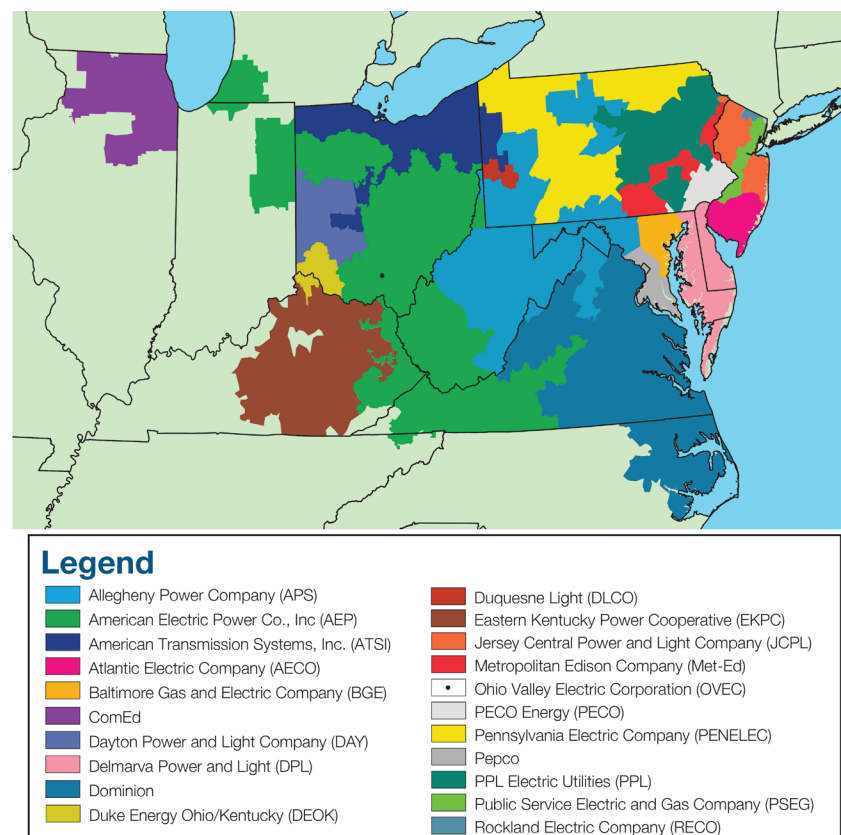 Legend
Allegheny Power Company (APS)
American Electric Power Co., Inc (AEP)
American Transmission Systems, Inc. (ATSI)
Atlantic Electric Company (AECO)
Baltimore Gas and Electric Company (BGE)
ComEd
Dayton Power and Light Company (DAY)
Delmarva Power and Light (DPL)
Dominion
Duke Energy Ohio/Kentucky (DEOK)
Duquesne Light (DLCO)
Eastern Kentucky Power Cooperative (EKPC)
Jersey Central Power and Light Company (JCPL)
Metropolitan Edison Company (Met-Ed)
Ohio Valley Electric Corporation (OVEC)
PECO Energy (PECO)
Pennsylvania Electric Company (PENELEC)
Pepco
PPL Electric Utilities (PPL)
Public Service Electric and Gas Company (PSEG)
Rockland Electric Company (RECO)